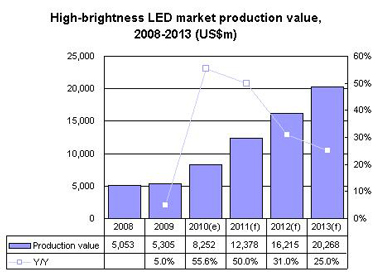 High-brightness LED market production value,
2008-2013 (US$m)
25,000 60%
20,000 50%
40%
15,000
30%
10,000
20%
5,000 10%
0 0%
2008 2009 2010(e) 2011(f) 2012(f) 2013(f)
Production value 5,053 5,305 8,252 12,378 16,215 20,268
Y/Y 5.0% 55.6% 50.0% 31.0% 25.0%